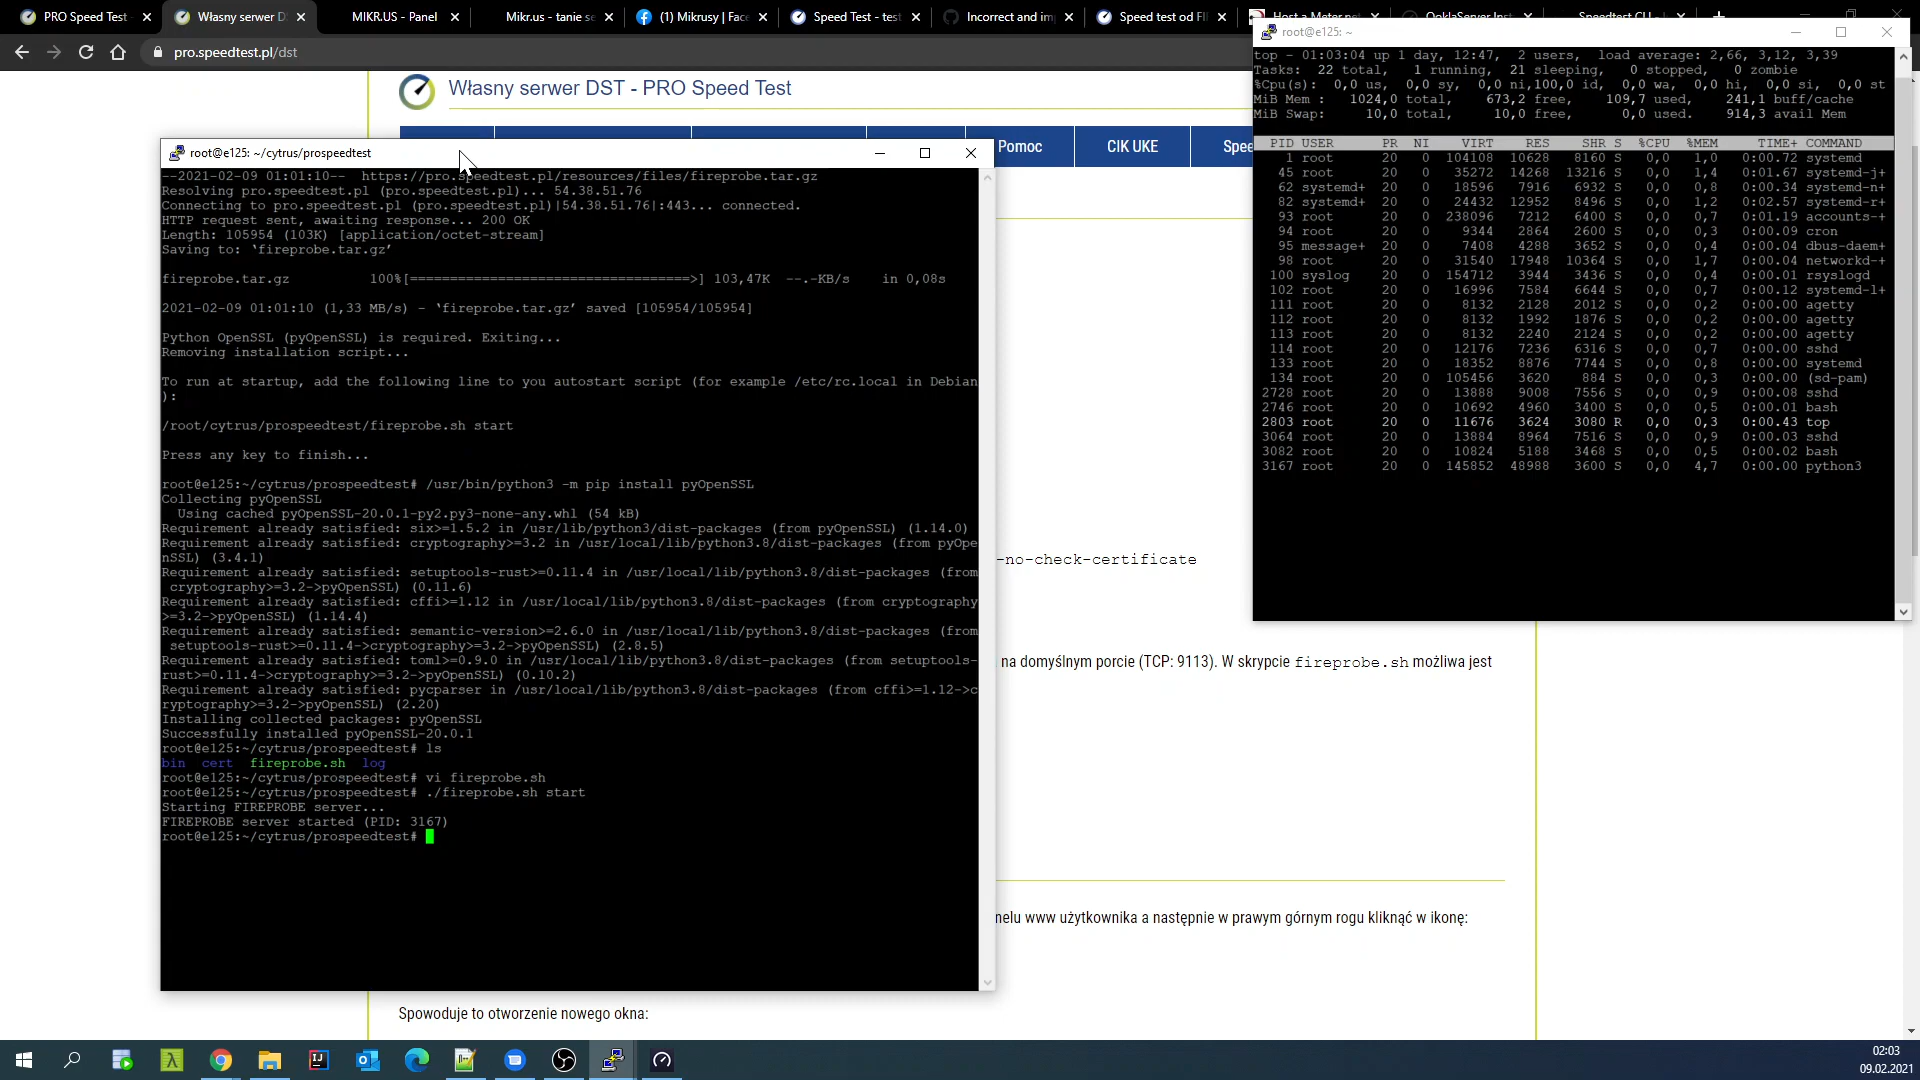 PRO Speed Test -
Własny serwer D
MIKR.US - Panel
Mikr.us - tanie se
(1) Mikrusy | Fac
Speed Test - test
Incorrect and im
Speed test od FI
Host a Meter.net
OoklaServer Inst
Speedtest CLI -
pro.speedtest.pl/dst
Własny serwer DST - PRO Speed Test
Pomoc
CIK UKE
Spee
root@e125: ~/cytrus/prospeedtest
--2021-02-09 01:01:10-- https://pro.speedtest.pl/resources/files/fireprobe.tar.gz
Resolving pro.speedtest.pl (pro.speedtest.pl)... 54.38.51.76
Connecting to pro.speedtest.pl (pro.speedtest.pl)|54.38.51.76|:443... connected.
HTTP request sent, awaiting response... 200 OK
Length: 105954 (103K) [application/octet-stream]
Saving to: ‘fireprobe.tar.gz’
fireprobe.tar.gz 100%[===================================>] 103,47K --.-KB/s in 0,08s
2021-02-09 01:01:10 (1,33 MB/s) - ‘fireprobe.tar.gz’ saved [105954/105954]
Python OpenSSL (pyOpenSSL) is required. Exiting...
Removing installation script...
To run at startup, add the following line to you autostart script (for example /etc/rc.local in Debian
):
/root/cytrus/prospeedtest/fireprobe.sh start
Press any key to finish...
root@e125:~/cytrus/prospeedtest# /usr/bin/python3 -m pip install pyOpenSSL
Collecting pyOpenSSL
Using cached pyOpenSSL-20.0.1-py2.py3-none-any.whl (54 kB)
Requirement already satisfied: six>=1.5.2 in /usr/lib/python3/dist-packages (from pyOpenSSL) (1.14.0)
Requirement already satisfied: cryptography>=3.2 in /usr/local/lib/python3.8/dist-packages (from pyOpe
nSSL) (3.4.1)
Requirement already satisfied: setuptools-rust>=0.11.4 in /usr/local/lib/python3.8/dist-packages (from
cryptography>=3.2->pyOpenSSL) (0.11.6)
Requirement already satisfied: cffi>=1.12 in /usr/local/lib/python3.8/dist-packages (from cryptography
>=3.2->pyOpenSSL) (1.14.4)
Requirement already satisfied: semantic-version>=2.6.0 in /usr/local/lib/python3.8/dist-packages (from
setuptools-rust>=0.11.4->cryptography>=3.2->pyOpenSSL) (2.8.5)
Requirement already satisfied: toml>=0.9.0 in /usr/local/lib/python3.8/dist-packages (from setuptools-
rust>=0.11.4->cryptography>=3.2->pyOpenSSL) (0.10.2)
Requirement already satisfied: pycparser in /usr/local/lib/python3.8/dist-packages (from cffi>=1.12->c
ryptography>=3.2->pyOpenSSL) (2.20)
Installing collected packages: pyOpenSSL
Successfully installed pyOpenSSL-20.0.1
root@e125:~/cytrus/prospeedtest# ls
bin cert fireprobe.sh log
root@e125:~/cytrus/prospeedtest# vi fireprobe.sh
root@e125:~/cytrus/prospeedtest# ./fireprobe.sh start
Starting FIREPROBE server...
FIREPROBE server started (PID: 3167)
root@e125:~/cytrus/prospeedtest#
root@e125: ~
top - 01:03:04 up 1 day, 12:47, 2 users, load average: 2,66, 3,12, 3,39
Tasks: 22 total, 1 running, 21 sleeping, 0 stopped, 0 zombie
%Cpu(s): 0,0 us, 0,0 sy, 0,0 ni,100,0 id, 0,0 wa, 0,0 hi, 0,0 si, 0,0 st
MiB Mem : 1024,0 total, 673,2 free, 109,7 used, 241,1 buff/cache
MiB Swap: 10,0 total, 10,0 free, 0,0 used. 914,3 avail Mem
PID USER PR NI VIRT RES SHR S %CPU %MEM TIME+ COMMAND
1 root 20 0 104108 10628 8160 S 0,0 1,0 0:00.72 systemd
45 root 20 0 35272 14268 13216 S 0,0 1,4 0:01.67 systemd-j+
62 systemd+ 20 0 18596 7916 6932 S 0,0 0,8 0:00.34 systemd-n+
82 systemd+ 20 0 24432 12952 8496 S 0,0 1,2 0:02.57 systemd-r+
93 root 20 0 238096 7212 6400 S 0,0 0,7 0:01.19 accounts-+
94 root 20 0 9344 2864 2600 S 0,0 0,3 0:00.09 cron
95 message+ 20 0 7408 4288 3652 S 0,0 0,4 0:00.04 dbus-daem+
98 root 20 0 31540 17948 10364 S 0,0 1,7 0:00.04 networkd-+
100 syslog 20 0 154712 3944 3436 S 0,0 0,4 0:00.01 rsyslogd
102 root 20 0 16996 7584 6644 S 0,0 0,7 0:00.12 systemd-l+
111 root 20 0 8132 2128 2012 S 0,0 0,2 0:00.00 agetty
112 root 20 0 8132 1992 1876 S 0,0 0,2 0:00.00 agetty
113 root 20 0 8132 2240 2124 S 0,0 0,2 0:00.00 agetty
114 root 20 0 12176 7236 6316 S 0,0 0,7 0:00.00 sshd
133 root 20 0 18352 8876 7744 S 0,0 0,8 0:00.00 systemd
134 root 20 0 105456 3620 884 S 0,0 0,3 0:00.00 (sd-pam)
2728 root 20 0 13888 9008 7556 S 0,0 0,9 0:00.08 sshd
2746 root 20 0 10692 4960 3400 S 0,0 0,5 0:00.01 bash
2803 root 20 0 11676 3624 3080 R 0,0 0,3 0:00.43 top
3064 root 20 0 13884 8964 7516 S 0,0 0,9 0:00.03 sshd
3082 root 20 0 10824 5188 3468 S 0,0 0,5 0:00.02 bash
3167 root 20 0 145852 48988 3600 S 0,0 4,7 0:00.00 python3
-no-check-certificate
na domyślnym porcie (TCP: 9113). W skrypcie fireprobe.sh możliwa jest
nelu www użytkownika a następnie w prawym górnym rogu kliknąć w ikonę:
Spowoduje to otworzenie nowego okna:
02:03
09.02.2021